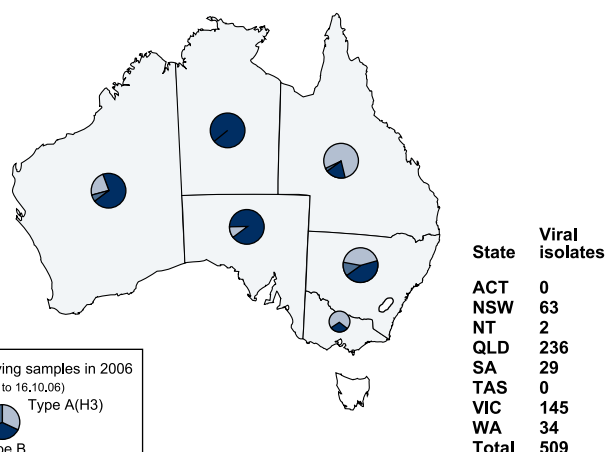 State Viral isolates
ACT 0
NSW 63
NT 2
QLD 236
SA 29
TAS 0
VIC 145
WA 34
Total 509
ing samples in 2006
to 16.10.06)
Type A(H3)